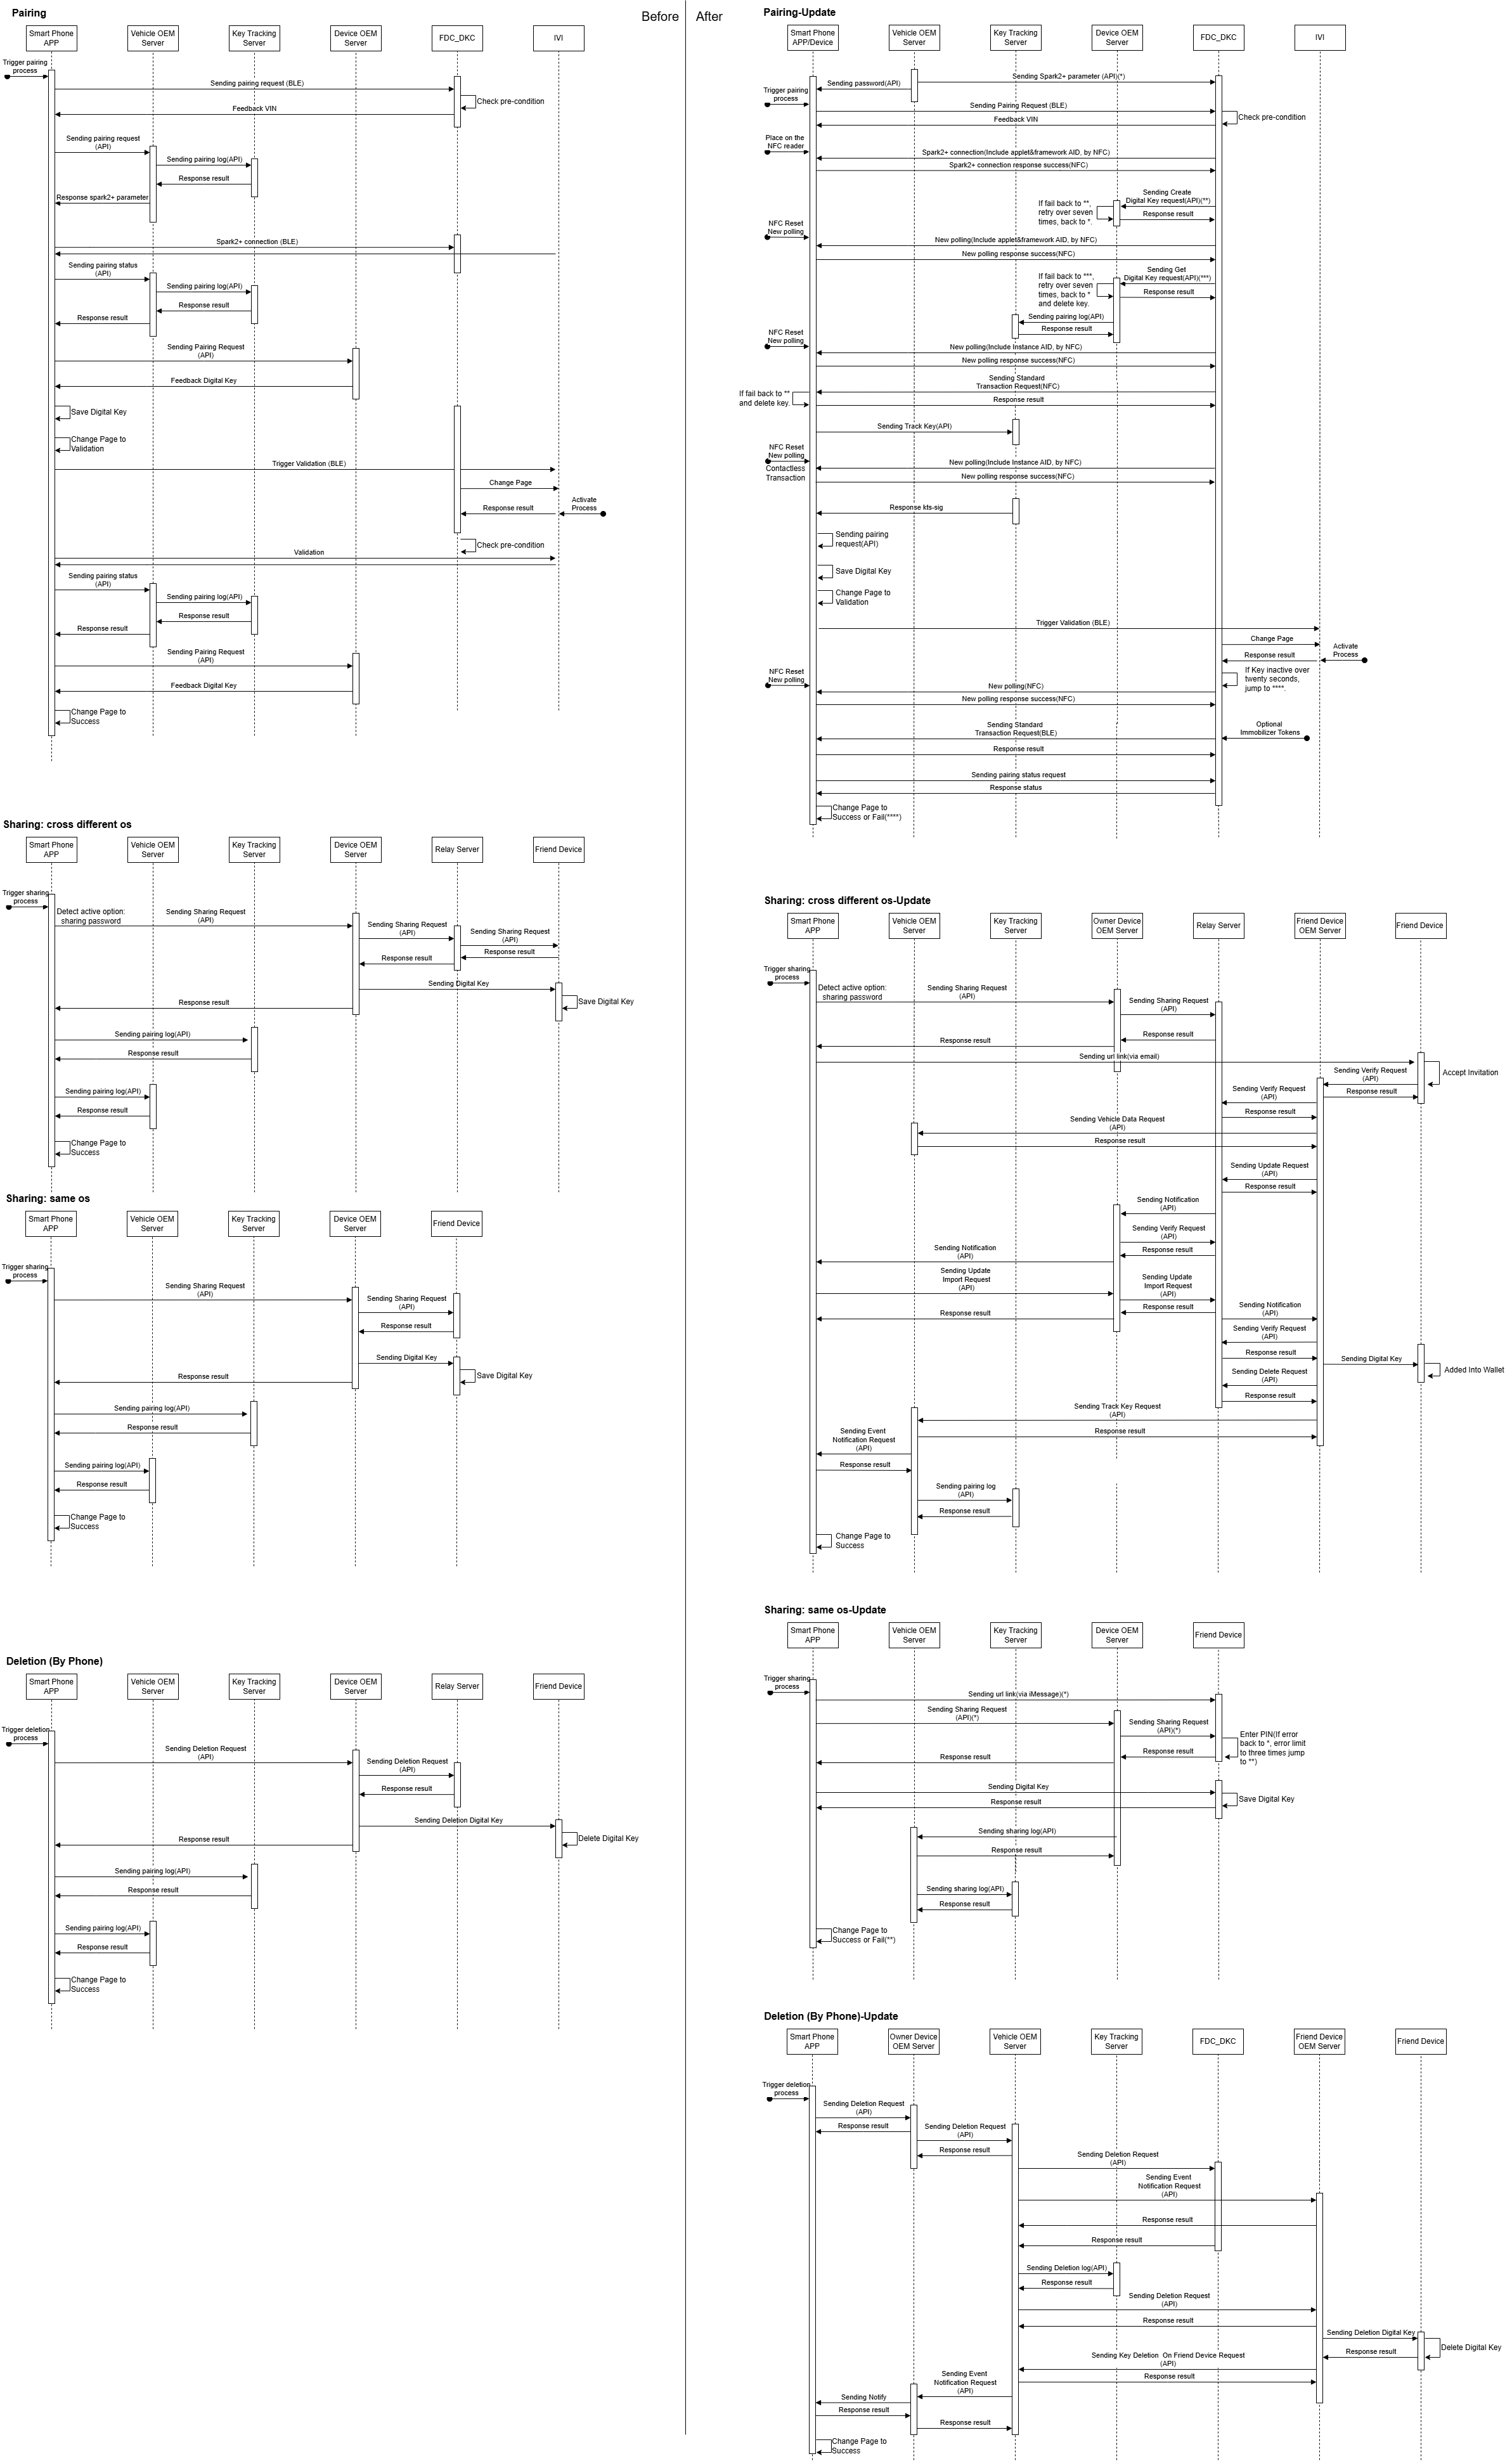 Before
After
Pairing
Smart Phone
APP
Vehicle OEM
Server
Key Tracking
Server
Device OEM
Server
FDC_DKC
IVI
Trigger pairing
process
Sending pairing request (BLE)
Check pre-condition
Feedback VIN
Sending pairing request
(API)
Sending pairing log(API)
Response result
Response spark2+ parameter
Spark2+ connection (BLE)
Sending pairing status
(API)
Sending pairing log(API)
Response result
Response result
Sending Pairing Request
(API)
Feedback Digital Key
Save Digital Key
Change Page to
Validation
Trigger Validation (BLE)
Change Page
Activate
Process
Response result
Check pre-condition
Validation
Sending pairing status
(API)
Sending pairing log(API)
Response result
Response result
Sending Pairing Request
(API)
Feedback Digital Key
Change Page to
Success
Sharing: cross different os
Smart Phone
APP
Vehicle OEM
Server
Key Tracking
Server
Device OEM
Server
Relay Server
Friend Device
Trigger sharing
process
Detect active option:
sharing password
Sending Sharing Request
(API)
Sending Sharing Request
(API)
Sending Sharing Request
(API)
Response result
Response result
Sending Digital Key
Save Digital Key
Response result
Sending pairing log(API)
Response result
Sending pairing log(API)
Response result
Change Page to
Success
Sharing: same os
Smart Phone
APP
Vehicle OEM
Server
Key Tracking
Server
Device OEM
Server
Friend Device
Trigger sharing
process
Sending Sharing Request
(API)
Sending Sharing Request
(API)
Response result
Sending Digital Key
Save Digital Key
Response result
Sending pairing log(API)
Response result
Sending pairing log(API)
Response result
Change Page to
Success
Deletion (By Phone)
Smart Phone
APP
Vehicle OEM
Server
Key Tracking
Server
Device OEM
Server
Relay Server
Friend Device
Trigger deletion
process
Sending Deletion Request
(API)
Sending Deletion Request
(API)
Response result
Sending Deletion Digital Key
Delete Digital Key
Response result
Sending pairing log(API)
Response result
Sending pairing log(API)
Response result
Change Page to
Success
Pairing-Update
Smart Phone
APP/Device
Vehicle OEM
Server
Key Tracking
Server
Device OEM
Server
FDC_DKC
IVI
Sending Spark2+ parameter (API)(*)
Sending password(API)
Trigger pairing
process
Sending Pairing Request (BLE)
Check pre-condition
Feedback VIN
Place on the
NFC reader
Spark2+ connection(Include applet&framework AID, by NFC)
Spark2+ connection response success(NFC)
Sending Create
Digital Key request(API)(**)
If fail back to **,
retry over seven
times, back to *.
Response result
NFC Reset
New polling
New polling(Include applet&framework AID, by NFC)
New polling response success(NFC)
Sending Get
Digital Key request(API)(***)
If fail back to ***,
retry over seven
times, back to *
and delete key.
Response result
Sending pairing log(API)
Response result
NFC Reset
New polling
New polling(Include Instance AID, by NFC)
New polling response success(NFC)
Sending Standard
Transaction Request(NFC)
If fail back to **
and delete key.
Response result
Sending Track Key(API)
NFC Reset
New polling
Contactless
Transaction
New polling(Include Instance AID, by NFC)
New polling response success(NFC)
Response kts-sig
Sending pairing
request(API)
Save Digital Key
Change Page to
Validation
Trigger Validation (BLE)
Change Page
Activate
Process
Response result
If Key inactive over
twenty seconds,
jump to ****.
NFC Reset
New polling
New polling(NFC)
New polling response success(NFC)
Sending Standard
Transaction Request(BLE)
Optional
Immobilizer Tokens
Response result
Sending pairing status request
Response status
Change Page to
Success or Fail(****)
Sharing: cross different os-Update
Smart Phone
APP
Vehicle OEM
Server
Key Tracking
Server
Owner Device
OEM Server
Relay Server
Friend Device
OEM Server
Friend Device
Trigger sharing
process
Detect active option:
sharing password
Sending Sharing Request
(API)
Sending Sharing Request
(API)
Response result
Response result
Sending url link(via email)
Accept Invitation
Sending Verify Request
(API)
Response result
Sending Verify Request
(API)
Response result
Sending Vehicle Data Request
(API)
Response result
Sending Update Request
(API)
Response result
Sending Notification
(API)
Sending Verify Request
(API)
Response result
Sending Notification
(API)
Sending Update
Import Request
(API)
Sending Update
Import Request
(API)
Response result
Response result
Sending Notification
(API)
Sending Verify Request
(API)
Response result
Sending Digital Key
Added Into Wallet
Sending Delete Request
(API)
Response result
Sending Track Key Request
(API)
Response result
Sending Event
Notification Request
(API)
Response result
Sending pairing log
(API)
Response result
Change Page to
Success
Sharing: same os-Update
Smart Phone
APP
Vehicle OEM
Server
Key Tracking
Server
Device OEM
Server
Friend Device
Trigger sharing
process
Sending url link(via iMessage)(*)
Sending Sharing Request
(API)(*)
Sending Sharing Request
(API)(*)
Enter PIN(If error
back to *, error limit
to three times jump
to **)
Response result
Response result
Sending Digital Key
Save Digital Key
Response result
Sending sharing log(API)
Response result
Sending sharing log(API)
Response result
Change Page to
Success or Fail(**)
Deletion (By Phone)-Update
Smart Phone
APP
Owner Device
OEM Server
Vehicle OEM
Server
Key Tracking
Server
FDC_DKC
Friend Device
OEM Server
Friend Device
Trigger deletion
process
Sending Deletion Request
(API)
Response result
Sending Deletion Request
(API)
Response result
Sending Deletion Request
(API)
Sending Event
Notification Request
(API)
Response result
Response result
Sending Deletion log(API)
Response result
Sending Deletion Request
(API)
Response result
Sending Deletion Digital Key
Delete Digital Key
Response result
Sending Key Deletion On Friend Device Request
(API)
Response result
Sending Event
Notification Request
(API)
Sending Notify
Response result
Response result
Change Page to
Success